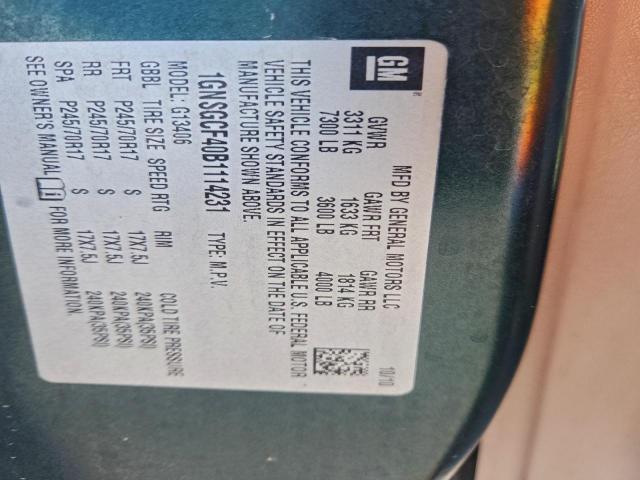 GM
MFD BY GENERAL MOTORS LLC 10/10
GVWR GAWR FRT GAWR RR
3311 KG 1633 KG 1814 KG
7300 LB 3600 LB 4000 LB
THIS VEHICLE CONFORMS TO ALL APPLICABLE U.S. FEDERAL MOTOR
VEHICLE SAFETY STANDARDS IN EFFECT ON THE DATE OF
MANUFACTURE SHOWN ABOVE.
1GNSGCF40B1114231 TYPE: M.P.V.
MODEL: G13406
GBBL TIRE SIZE SPEED RTG RIM COLD TIRE PRESSURE
FRT P245/70R17 S 17X7.5J 240KPA(35PSI)
RR P245/70R17 S 17X7.5J 240KPA(35PSI)
SPA P245/70R17 S 17X7.5J 240KPA(35PSI)
SEE OWNER'S MANUAL FOR MORE INFORMATION.